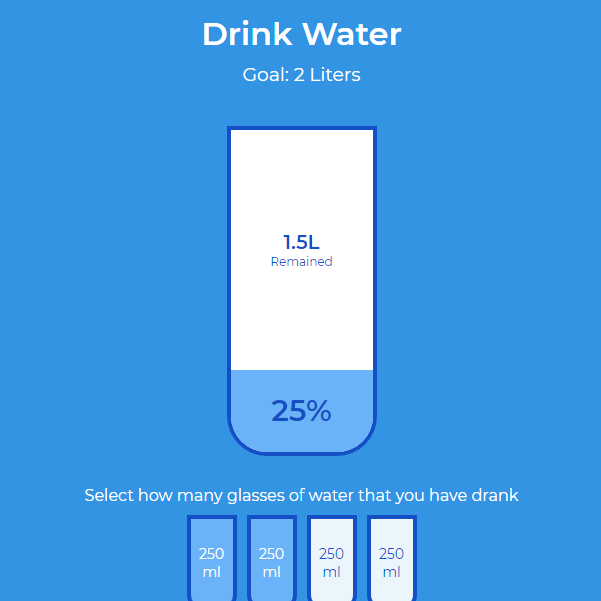 Drink Water
Goal: 2 Liters
1.5L
Remained
25%
Select how many glasses of water that you have drank
250 250 250 250
ml ml ml ml